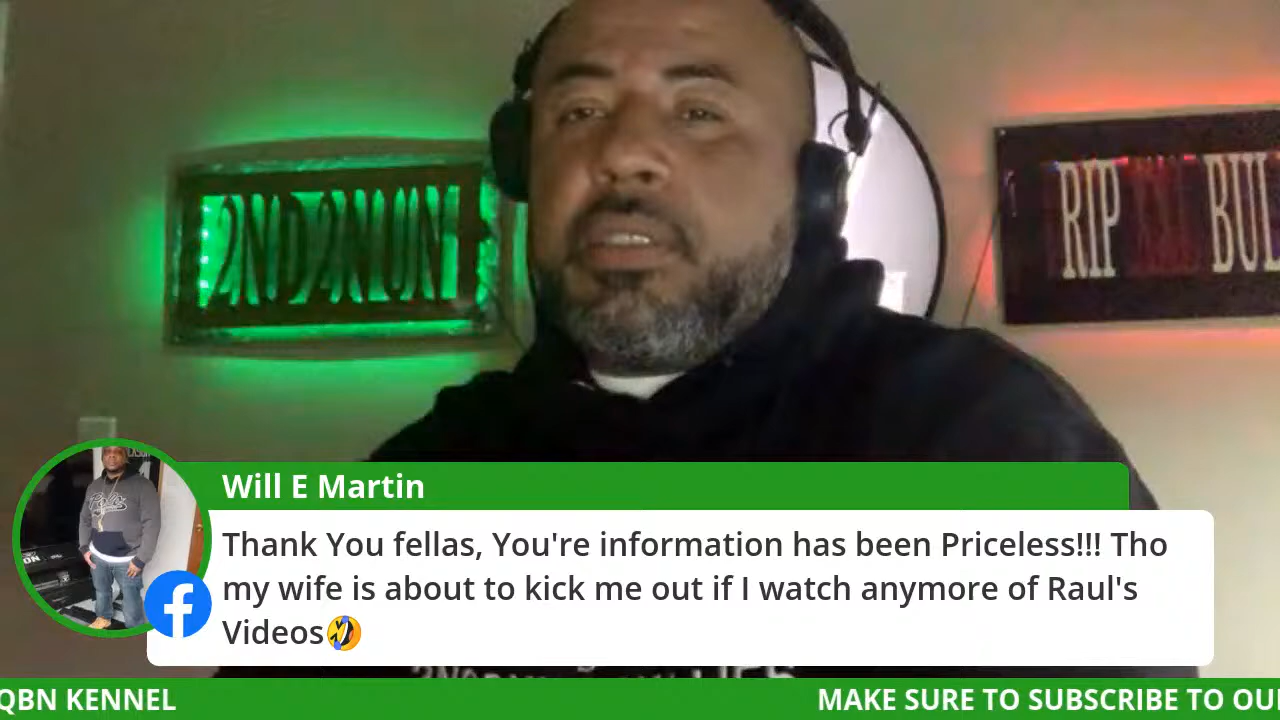 2ND2NUN
RIP BUL
Will E Martin
Thank You fellas, You're information has been Priceless!!! Tho
my wife is about to kick me out if I watch anymore of Raul's
Videos🤣
QBN KENNEL
MAKE SURE TO SUBSCRIBE TO OU